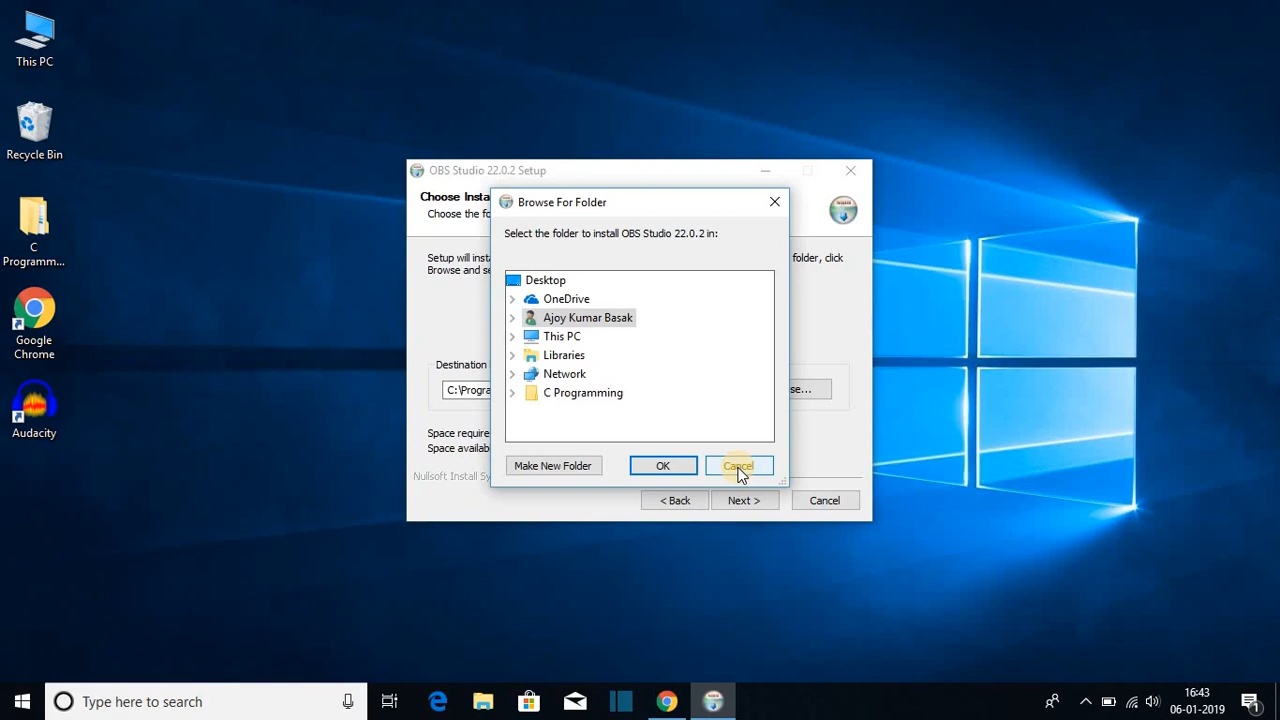 This PC
Recycle Bin
C
Programm...
Google
Chrome
Audacity
OBS Studio 22.0.2 Setup
Choose Insta
Choose the fo
Setup will inst
folder, click
Browse and se
Destination
C:\Progra
se...
Space require
Space availab
Nullsoft Install Sy
< Back
Next >
Cancel
Browse For Folder
Select the folder to install OBS Studio 22.0.2 in:
Desktop
OneDrive
Ajoy Kumar Basak
This PC
Libraries
Network
C Programming
Make New Folder
OK
Cancel
Type here to search
16:43
06-01-2019
1